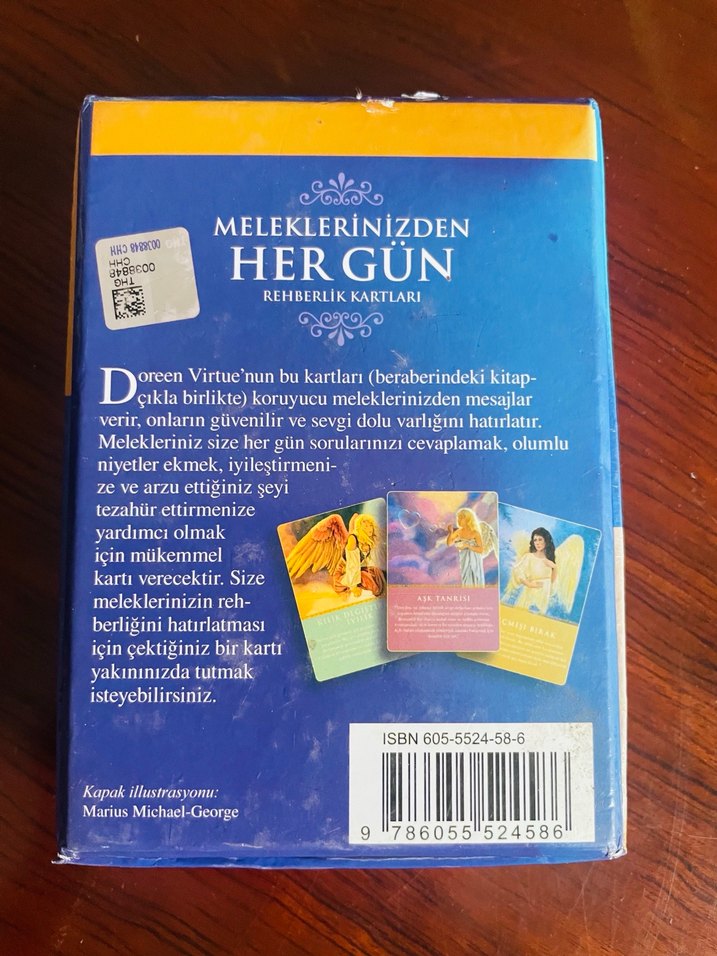 MELEKLERİNİZDEN
HER GÜN
REHBERLİK KARTLARI
0038848 CHH
THG
0038848
CHH
Doreen Virtue'nun bu kartları (beraberindeki kitap-
çıkla birlikte) koruyucu meleklerinizden mesajlar
verir, onların güvenilir ve sevgi dolu varlığını hatırlatır.
Melekleriniz size her gün sorularınızı cevaplamak, olumlu
niyetler ekmek, iyileştirmeni-
ze ve arzu ettiğiniz şeyi
tezahür ettirmenize
yardımcı olmak
için mükemmel
kartı verecektir. Size
meleklerinizin reh-
berliğini hatırlatması
için çektiğiniz bir kartı
yakınınızda tutmak
isteyebilirsiniz.
AŞK TANRISI
BIRAK
Kapak illustrasyonu:
Marius Michael-George
ISBN 605-5524-58-6
9 786055 524586